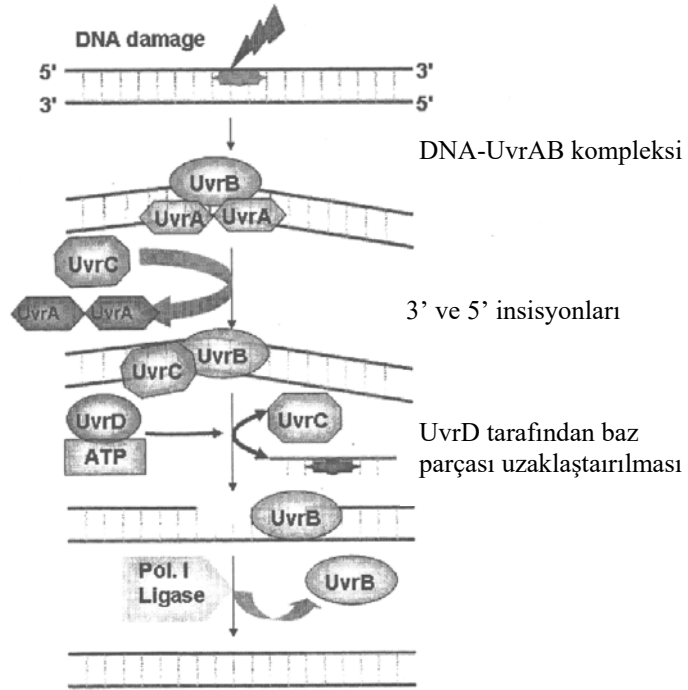 DNA damage
5' 3'
3' 5'
DNA-UvrAB kompleksi
UvrB
UvrA UvrA
UvrC
UvrA UvrA
3’ ve 5’ insisyonları
UvrB
UvrC
UvrD
ATP
UvrC
UvrD tarafından baz
parçası uzaklaştaırılması
UvrB
Pol. I
Ligase
UvrB